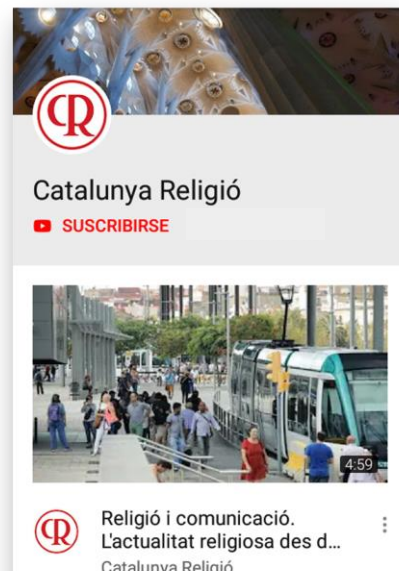 CR
Catalunya Religió
SUSCRIBIRSE
4:59
CR
Religió i comunicació.
L'actualitat religiosa des d...
Catalunya Religió